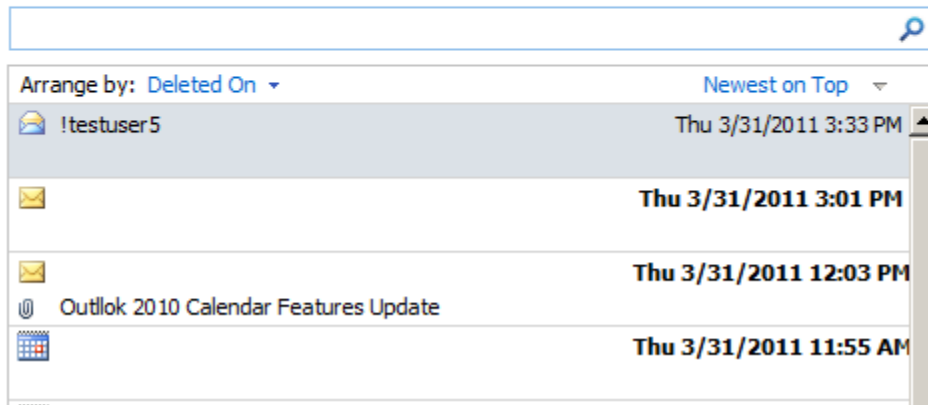 Arrange by: Deleted On Newest on Top
!testuser5 Thu 3/31/2011 3:33 PM
Thu 3/31/2011 3:01 PM
Thu 3/31/2011 12:03 PM
Outllok 2010 Calendar Features Update
Thu 3/31/2011 11:55 AM